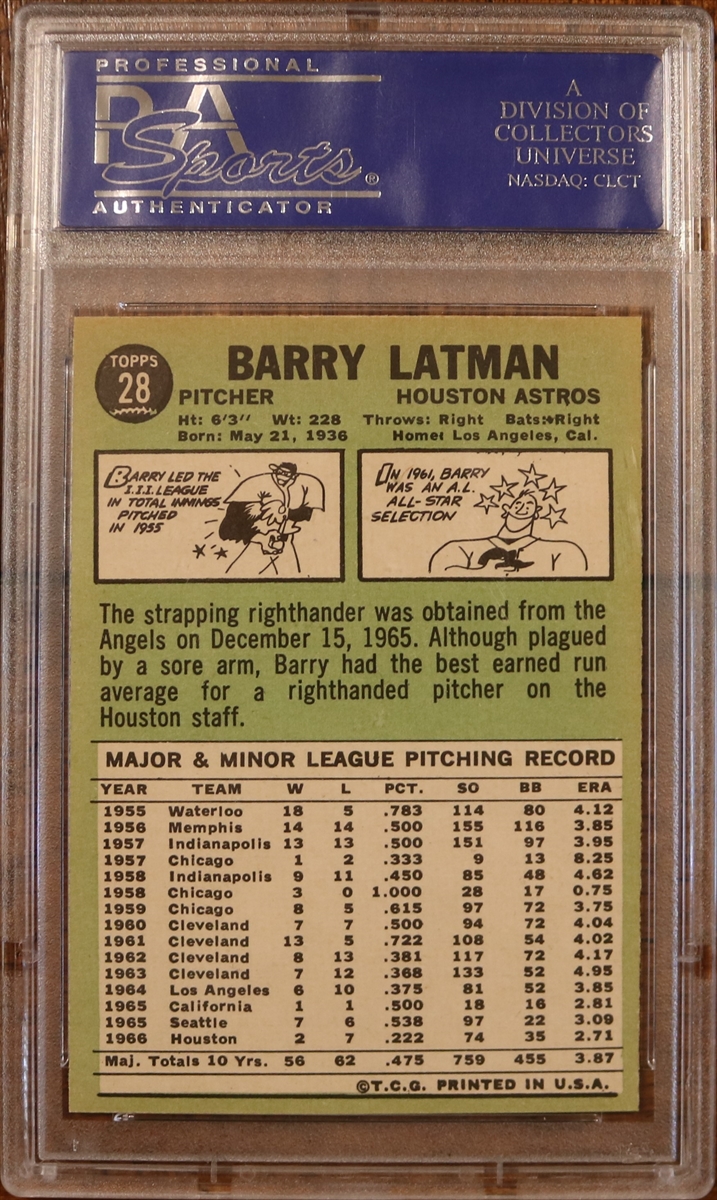 PROFESSIONAL
PSA
Sports®
AUTHENTICATOR
A
DIVISION OF
COLLECTORS
UNIVERSE
NASDAQ: CLCT
TOPPS
28
BARRY LATMAN
PITCHER HOUSTON ASTROS
Ht: 6'3'' Wt: 228 Throws: Right Bats: Right
Born: May 21, 1936 Home: Los Angeles, Cal.
BARRY LED THE
I.I.I. LEAGUE
IN TOTAL INNINGS
PITCHED
IN 1955
IN 1961, BARRY
WAS AN A.L.
ALL-STAR
SELECTION
The strapping righthander was obtained from the
Angels on December 15, 1965. Although plagued
by a sore arm, Barry had the best earned run
average for a righthanded pitcher on the
Houston staff.
MAJOR & MINOR LEAGUE PITCHING RECORD
YEAR TEAM W L PCT. SO BB ERA
1955 Waterloo 18 5 .783 114 80 4.12
1956 Memphis 14 14 .500 155 116 3.85
1957 Indianapolis 13 13 .500 151 97 3.95
1957 Chicago 1 2 .333 9 13 8.25
1958 Indianapolis 9 11 .450 85 48 4.62
1958 Chicago 3 0 1.000 28 17 0.75
1959 Chicago 8 5 .615 97 72 3.75
1960 Cleveland 7 7 .500 94 72 4.04
1961 Cleveland 13 5 .722 108 54 4.02
1962 Cleveland 8 13 .381 117 72 4.17
1963 Cleveland 7 12 .368 133 52 4.95
1964 Los Angeles 6 10 .375 81 52 3.85
1965 California 1 1 .500 18 16 2.81
1965 Seattle 7 6 .538 97 22 3.09
1966 Houston 2 7 .222 74 35 2.71
Maj. Totals 10 Yrs. 56 62 .475 759 455 3.87
©T.C.G. PRINTED IN U.S.A.